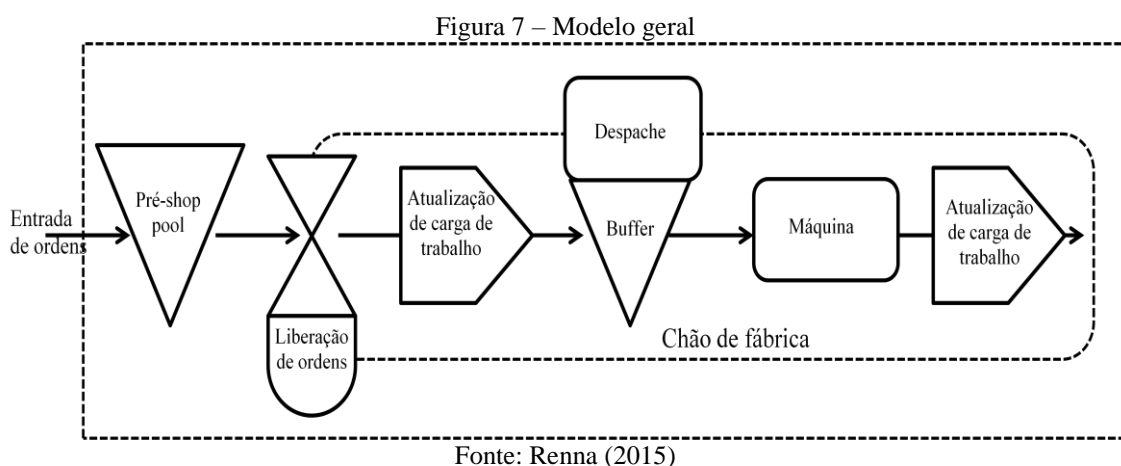 Figura 7 – Modelo geral
Entrada
de ordens
Pré-shop
pool
Liberação
de ordens
Atualização
de carga de
trabalho
Despache
Buffer
Máquina
Atualização
de carga de
trabalho
Chão de fábrica
Fonte: Renna (2015)